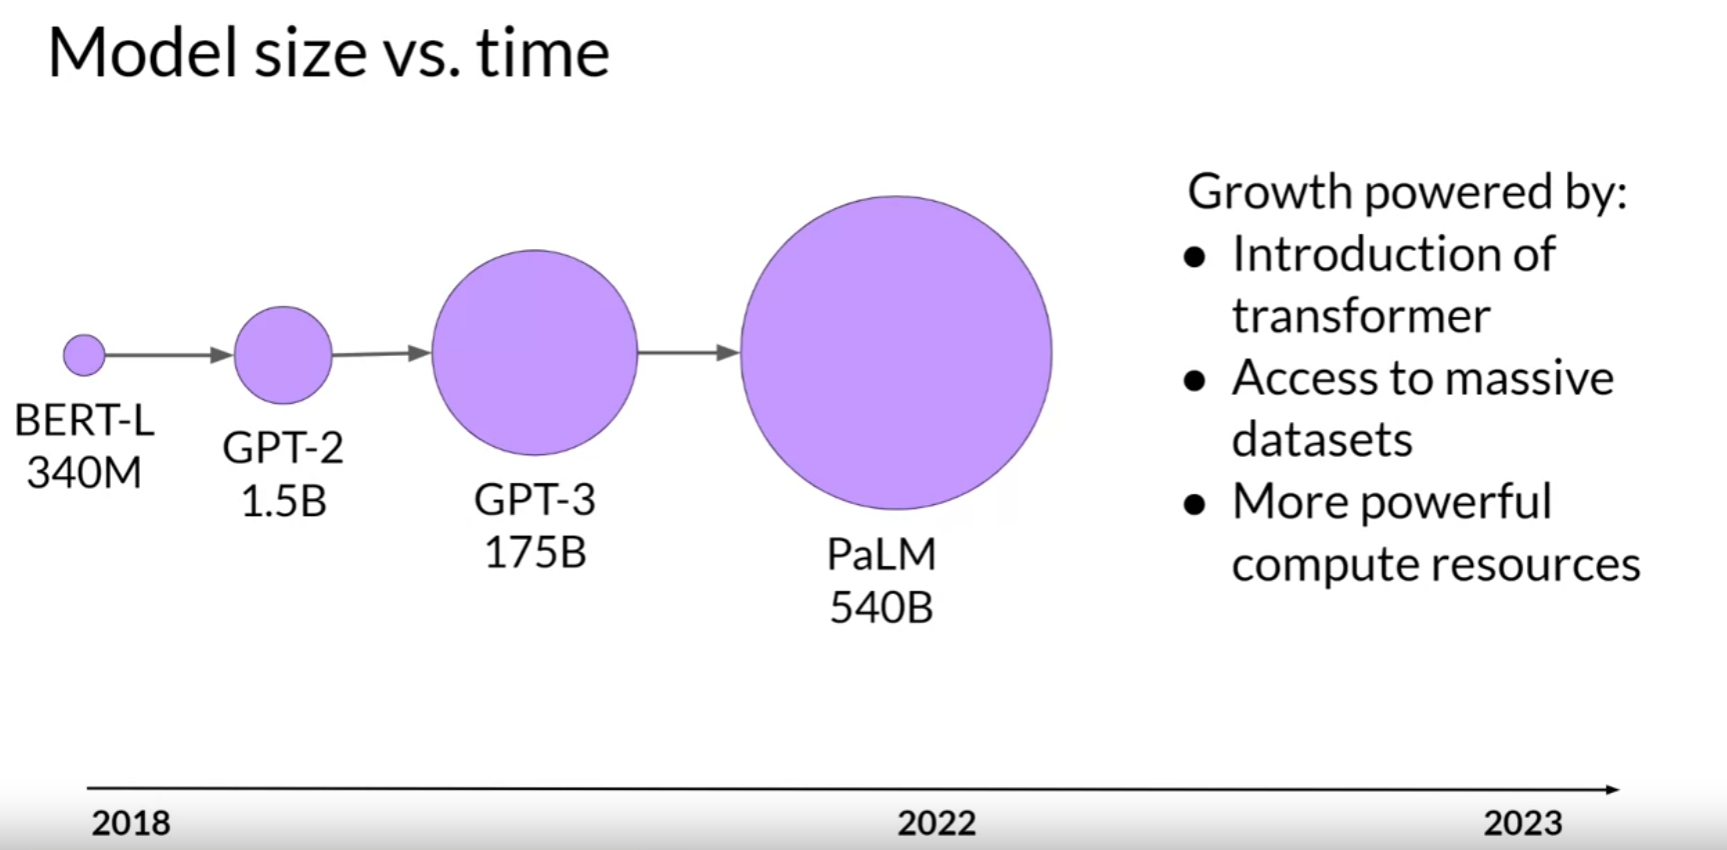 Model size vs. time
BERT-L
340M
GPT-2
1.5B
GPT-3
175B
PaLM
540B
Growth powered by:
● Introduction of
transformer
● Access to massive
datasets
● More powerful
compute resources
2018
2022
2023